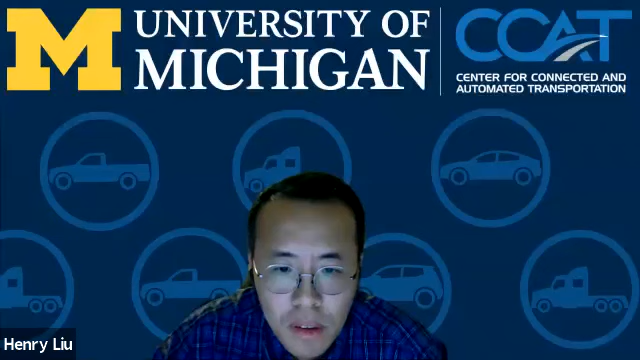 M
UNIVERSITY OF
MICHIGAN
CCAT
CENTER FOR CONNECTED AND
AUTOMATED TRANSPORTATION
Henry Liu